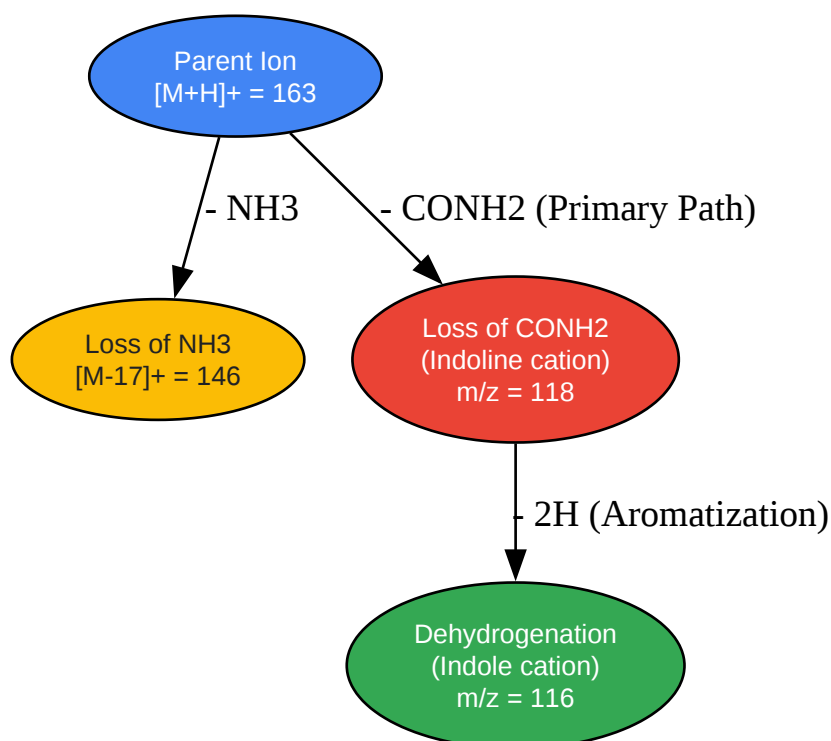 Parent Ion
[M+H]+ = 163
- NH3
- CONH2 (Primary Path)
Loss of NH3
[M-17]+ = 146
Loss of CONH2
(Indoline cation)
m/z = 118
- 2H (Aromatization)
Dehydrogenation
(Indole cation)
m/z = 116